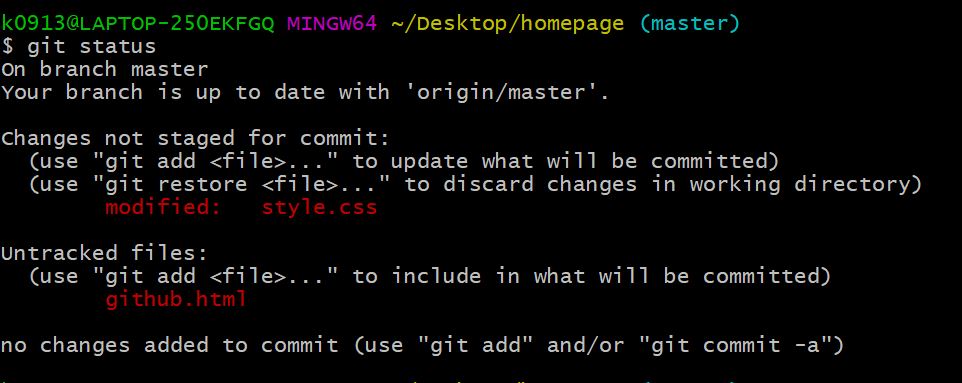 k0913@LAPTOP-250EKFGQ MINGW64 ~/Desktop/homepage (master)
$ git status
On branch master
Your branch is up to date with 'origin/master'.
Changes not staged for commit:
(use "git add <file>..." to update what will be committed)
(use "git restore <file>..." to discard changes in working directory)
modified: style.css
Untracked files:
(use "git add <file>..." to include in what will be committed)
github.html
no changes added to commit (use "git add" and/or "git commit -a")